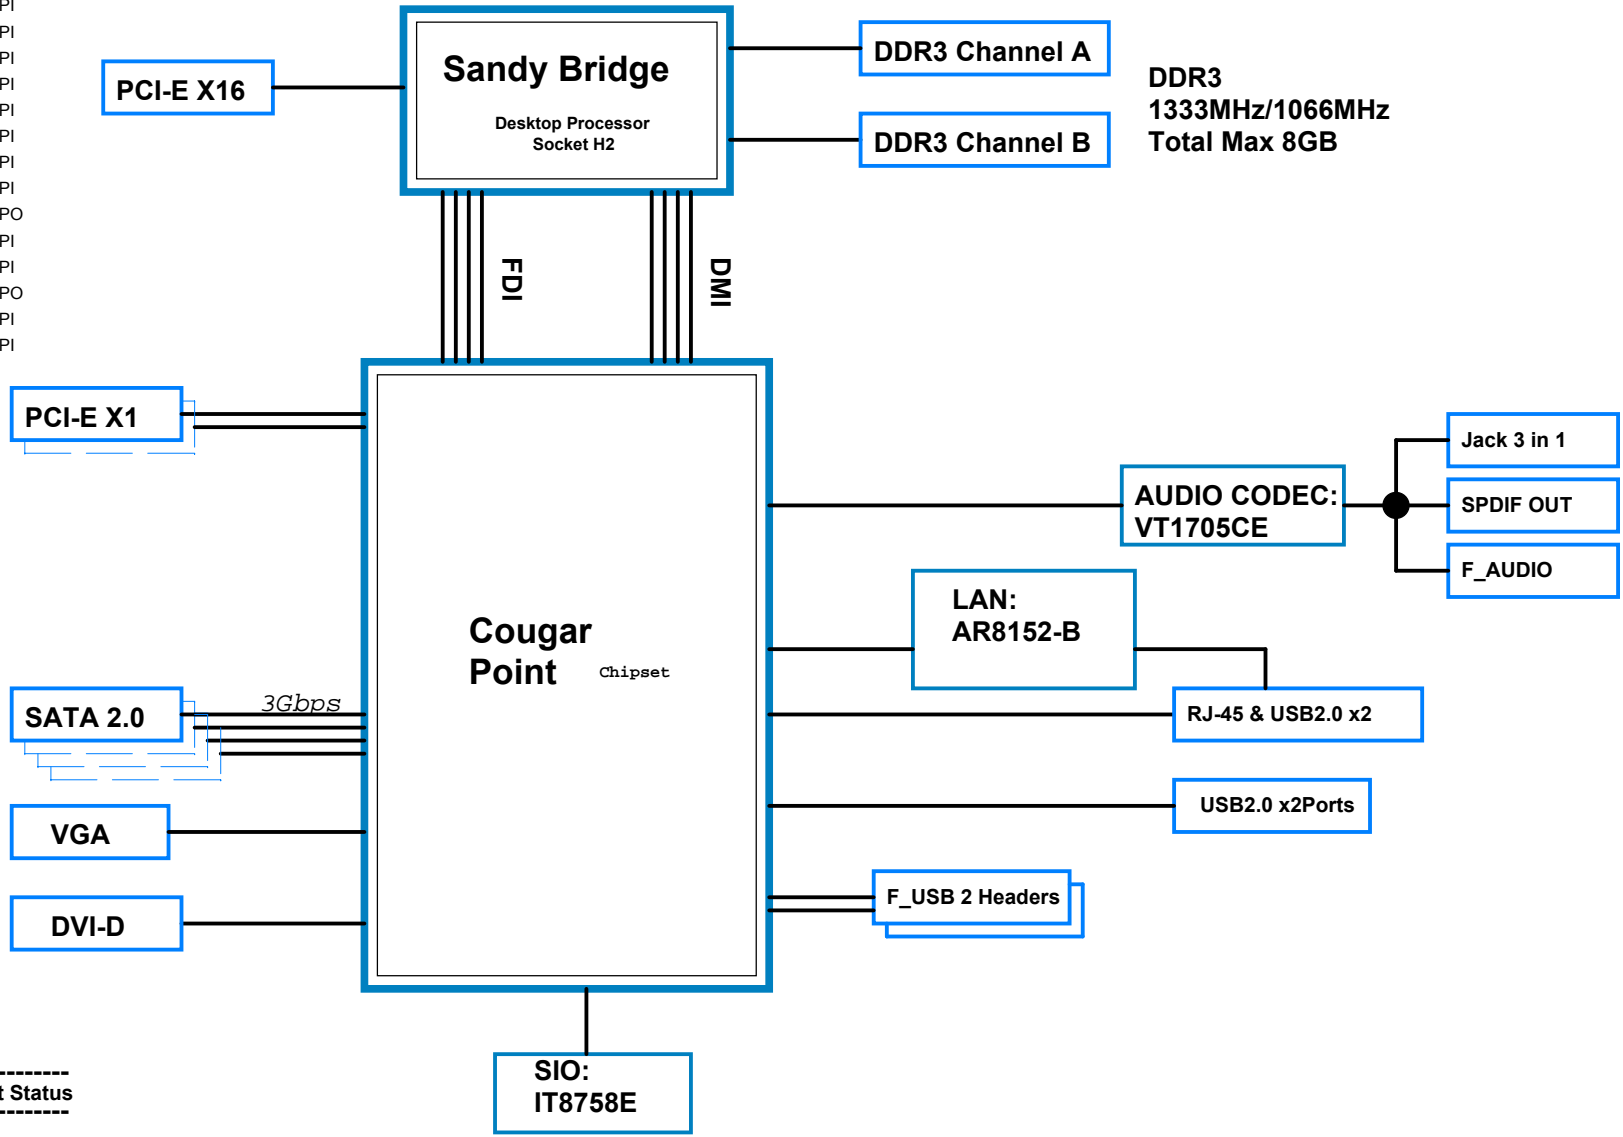 PI
PI
PI
PI
PI
PI
PI
PI
PO
PI
PI
PO
PI
PI
PCI-E X16
Sandy Bridge
Desktop Processor
Socket H2
DDR3 Channel A
DDR3 Channel B
DDR3
1333MHz/1066MHz
Total Max 8GB
FDI
DMI
PCI-E X1
Jack 3 in 1
AUDIO CODEC:
VT1705CE
SPDIF OUT
F_AUDIO
LAN:
AR8152-B
Cougar
Point
Chipset
3Gbps
SATA 2.0
RJ-45 & USB2.0 x2
VGA
USB2.0 x2Ports
DVI-D
F_USB 2 Headers
SIO:
IT8758E
--------
t Status
--------